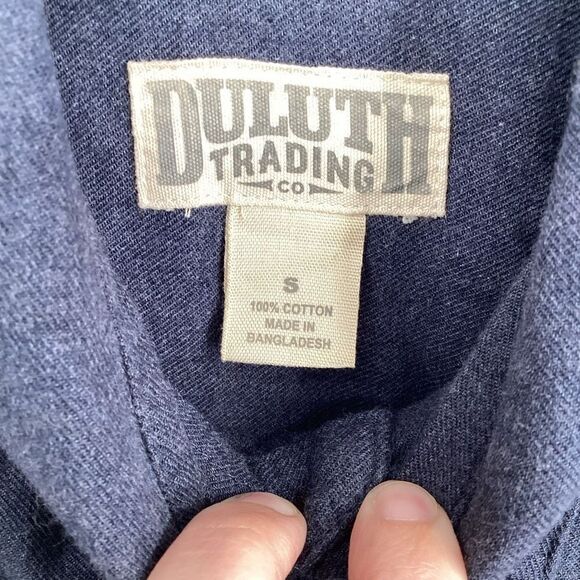 DULUTH
TRADING
CO
S
100% COTTON
MADE IN
BANGLADESH